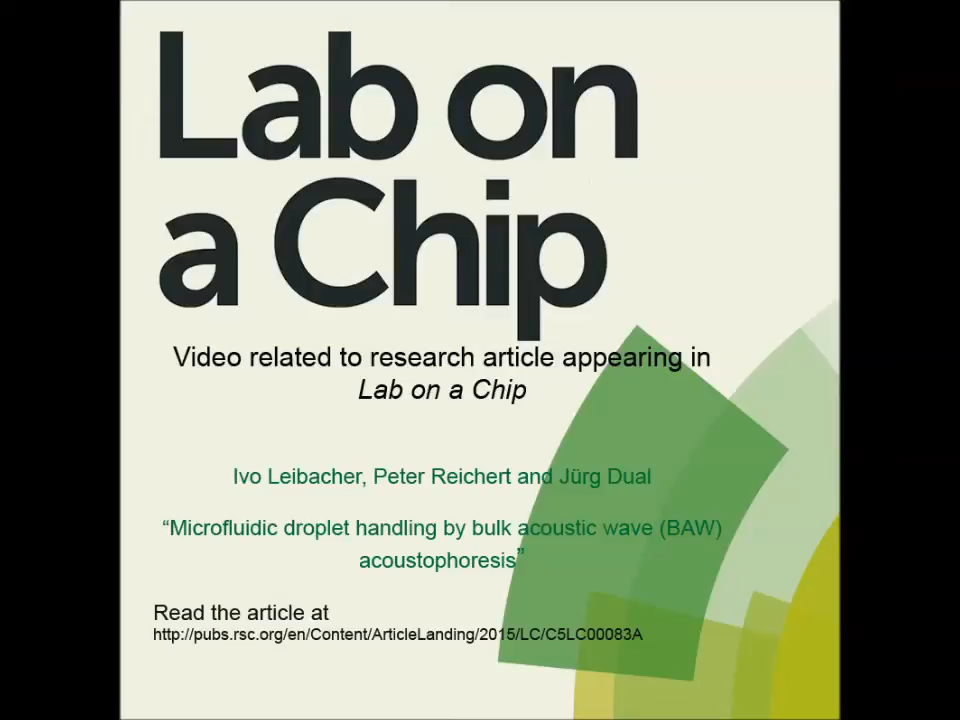 Lab on
a Chip
Video related to research article appearing in
Lab on a Chip
Ivo Leibacher, Peter Reichert and Jürg Dual
“Microfluidic droplet handling by bulk acoustic wave (BAW)
acoustophoresis”
Read the article at
http://pubs.rsc.org/en/Content/ArticleLanding/2015/LC/C5LC00083A